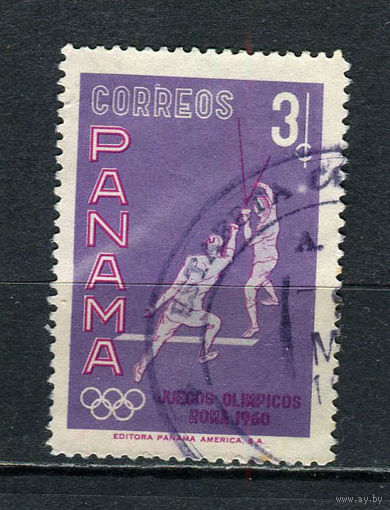 CORREOS
3
PANAMA
JUEGOS OLIMPICOS
ROMA 1960
EDITORA PANAMA AMERICA, S.A.
www.ay.by